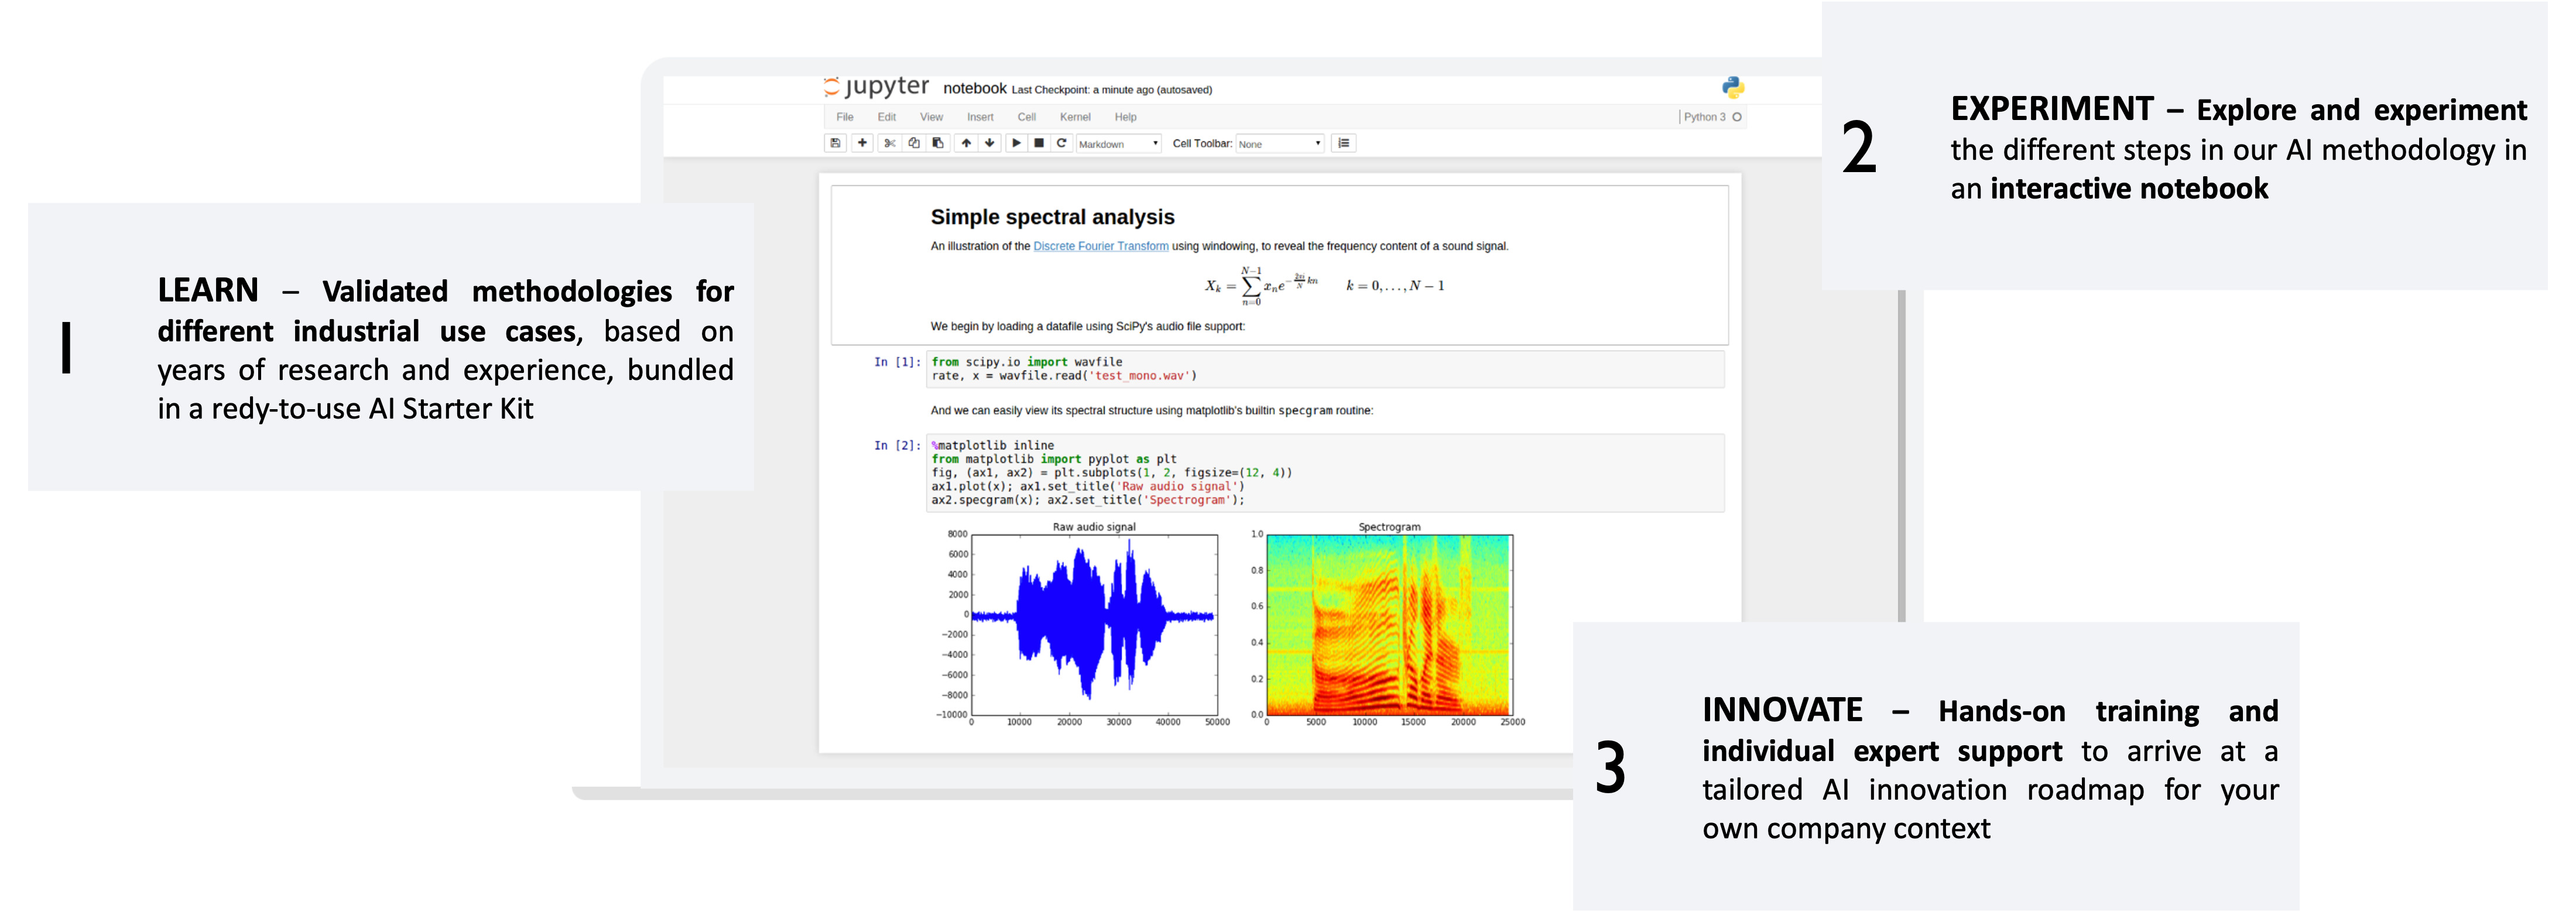 1
LEARN – Validated methodologies for
different industrial use cases, based on
years of research and experience, bundled
in a redy-to-use AI Starter Kit
jupyter notebook Last Checkpoint: a minute ago (autosaved)
File Edit View Insert Cell Kernel Help
Python 3
Markdown Cell Toolbar: None
Simple spectral analysis
An illustration of the Discrete Fourier Transform using windowing, to reveal the frequency content of a sound signal.
X_k = \sum_{n=0}^{N-1} x_n e^{-\frac{2\pi i}{N} kn} k = 0, . . . , N − 1
We begin by loading a datafile using SciPy's audio file support:
In [1]: from scipy.io import wavfile
rate, x = wavfile.read('test_mono.wav')
And we can easily view its spectral structure using matplotlib's builtin specgram routine:
In [2]: %matplotlib inline
from matplotlib import pyplot as plt
fig, (ax1, ax2) = plt.subplots(1, 2, figsize=(12, 4))
ax1.plot(x); ax1.set_title('Raw audio signal')
ax2.specgram(x); ax2.set_title('Spectrogram');
Raw audio signal
8000
6000
4000
2000
0
−2000
−4000
−6000
−8000
−10000
0 10000 20000 30000 40000 50000
Spectrogram
1.0
0.8
0.6
0.4
0.2
0.0
0 5000 10000 15000 20000 25000
2
EXPERIMENT – Explore and experiment
the different steps in our AI methodology in
an interactive notebook
3
INNOVATE – Hands-on training and
individual expert support to arrive at a
tailored AI innovation roadmap for your
own company context